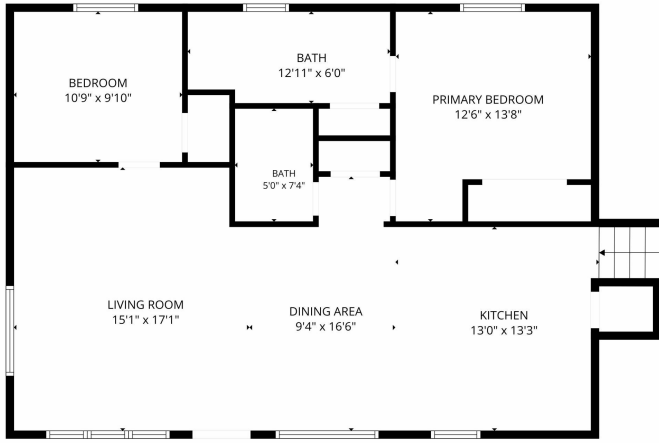 BATH
12'11" x 6'0"
BEDROOM
10'9" x 9'10"
PRIMARY BEDROOM
12'6" x 13'8"
BATH
5'0" x 7'4"
LIVING ROOM
15'1" x 17'1"
DINING AREA
9'4" x 16'6"
KITCHEN
13'0" x 13'3"